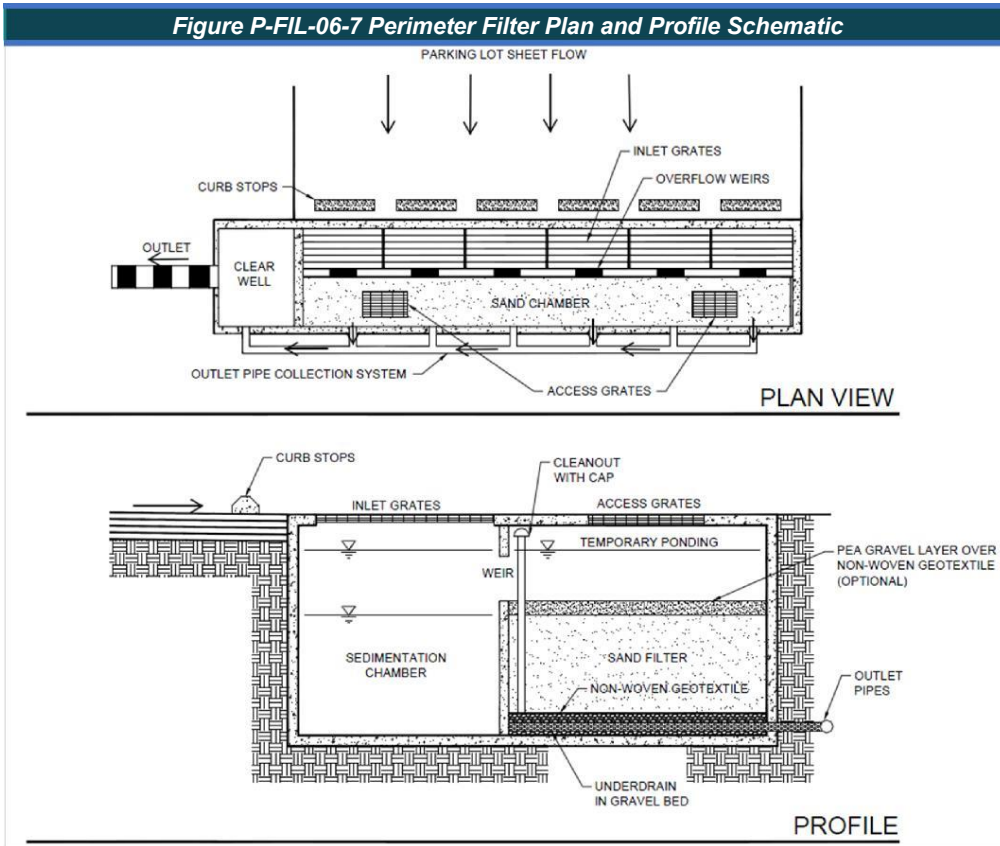 Figure P-FIL-06-7 Perimeter Filter Plan and Profile Schematic
PARKING LOT SHEET FLOW
INLET GRATES
OVERFLOW WEIRS
CURB STOPS
OUTLET
CLEAR
WELL
SAND CHAMBER
OUTLET PIPE COLLECTION SYSTEM
ACCESS GRATES
PLAN VIEW
CURB STOPS
CLEANOUT
WITH CAP
INLET GRATES
ACCESS GRATES
TEMPORARY PONDING
PEA GRAVEL LAYER OVER
NON-WOVEN GEOTEXTILE
(OPTIONAL)
WEIR
SEDIMENTATION
CHAMBER
SAND FILTER
NON-WOVEN GEOTEXTILE
OUTLET
PIPES
UNDERDRAIN
IN GRAVEL BED
PROFILE